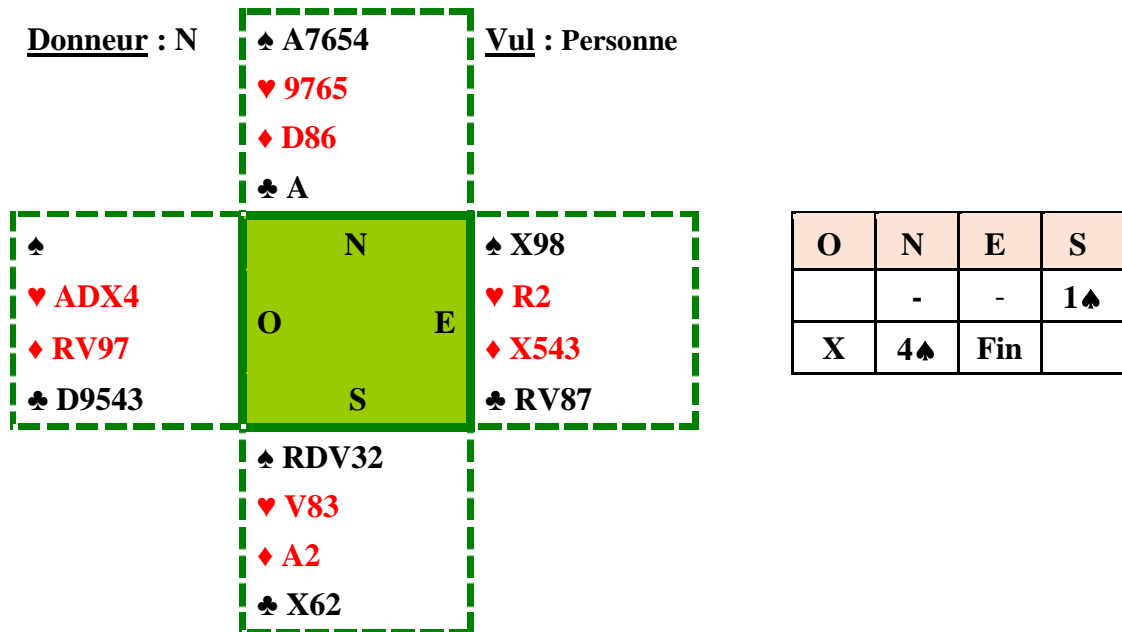 Donneur : N
♠ A7654
Vul : Personne
♥ 9765
♦ D86
♣ A
♠
♥ ADX4
♦ RV97
♣ D9543
N
O E
S
♠ X98
♥ R2
♦ X543
♣ RV87
♠ RDV32
♥ V83
♦ A2
♣ X62
O N E S
- - 1♠
X 4♠ Fin